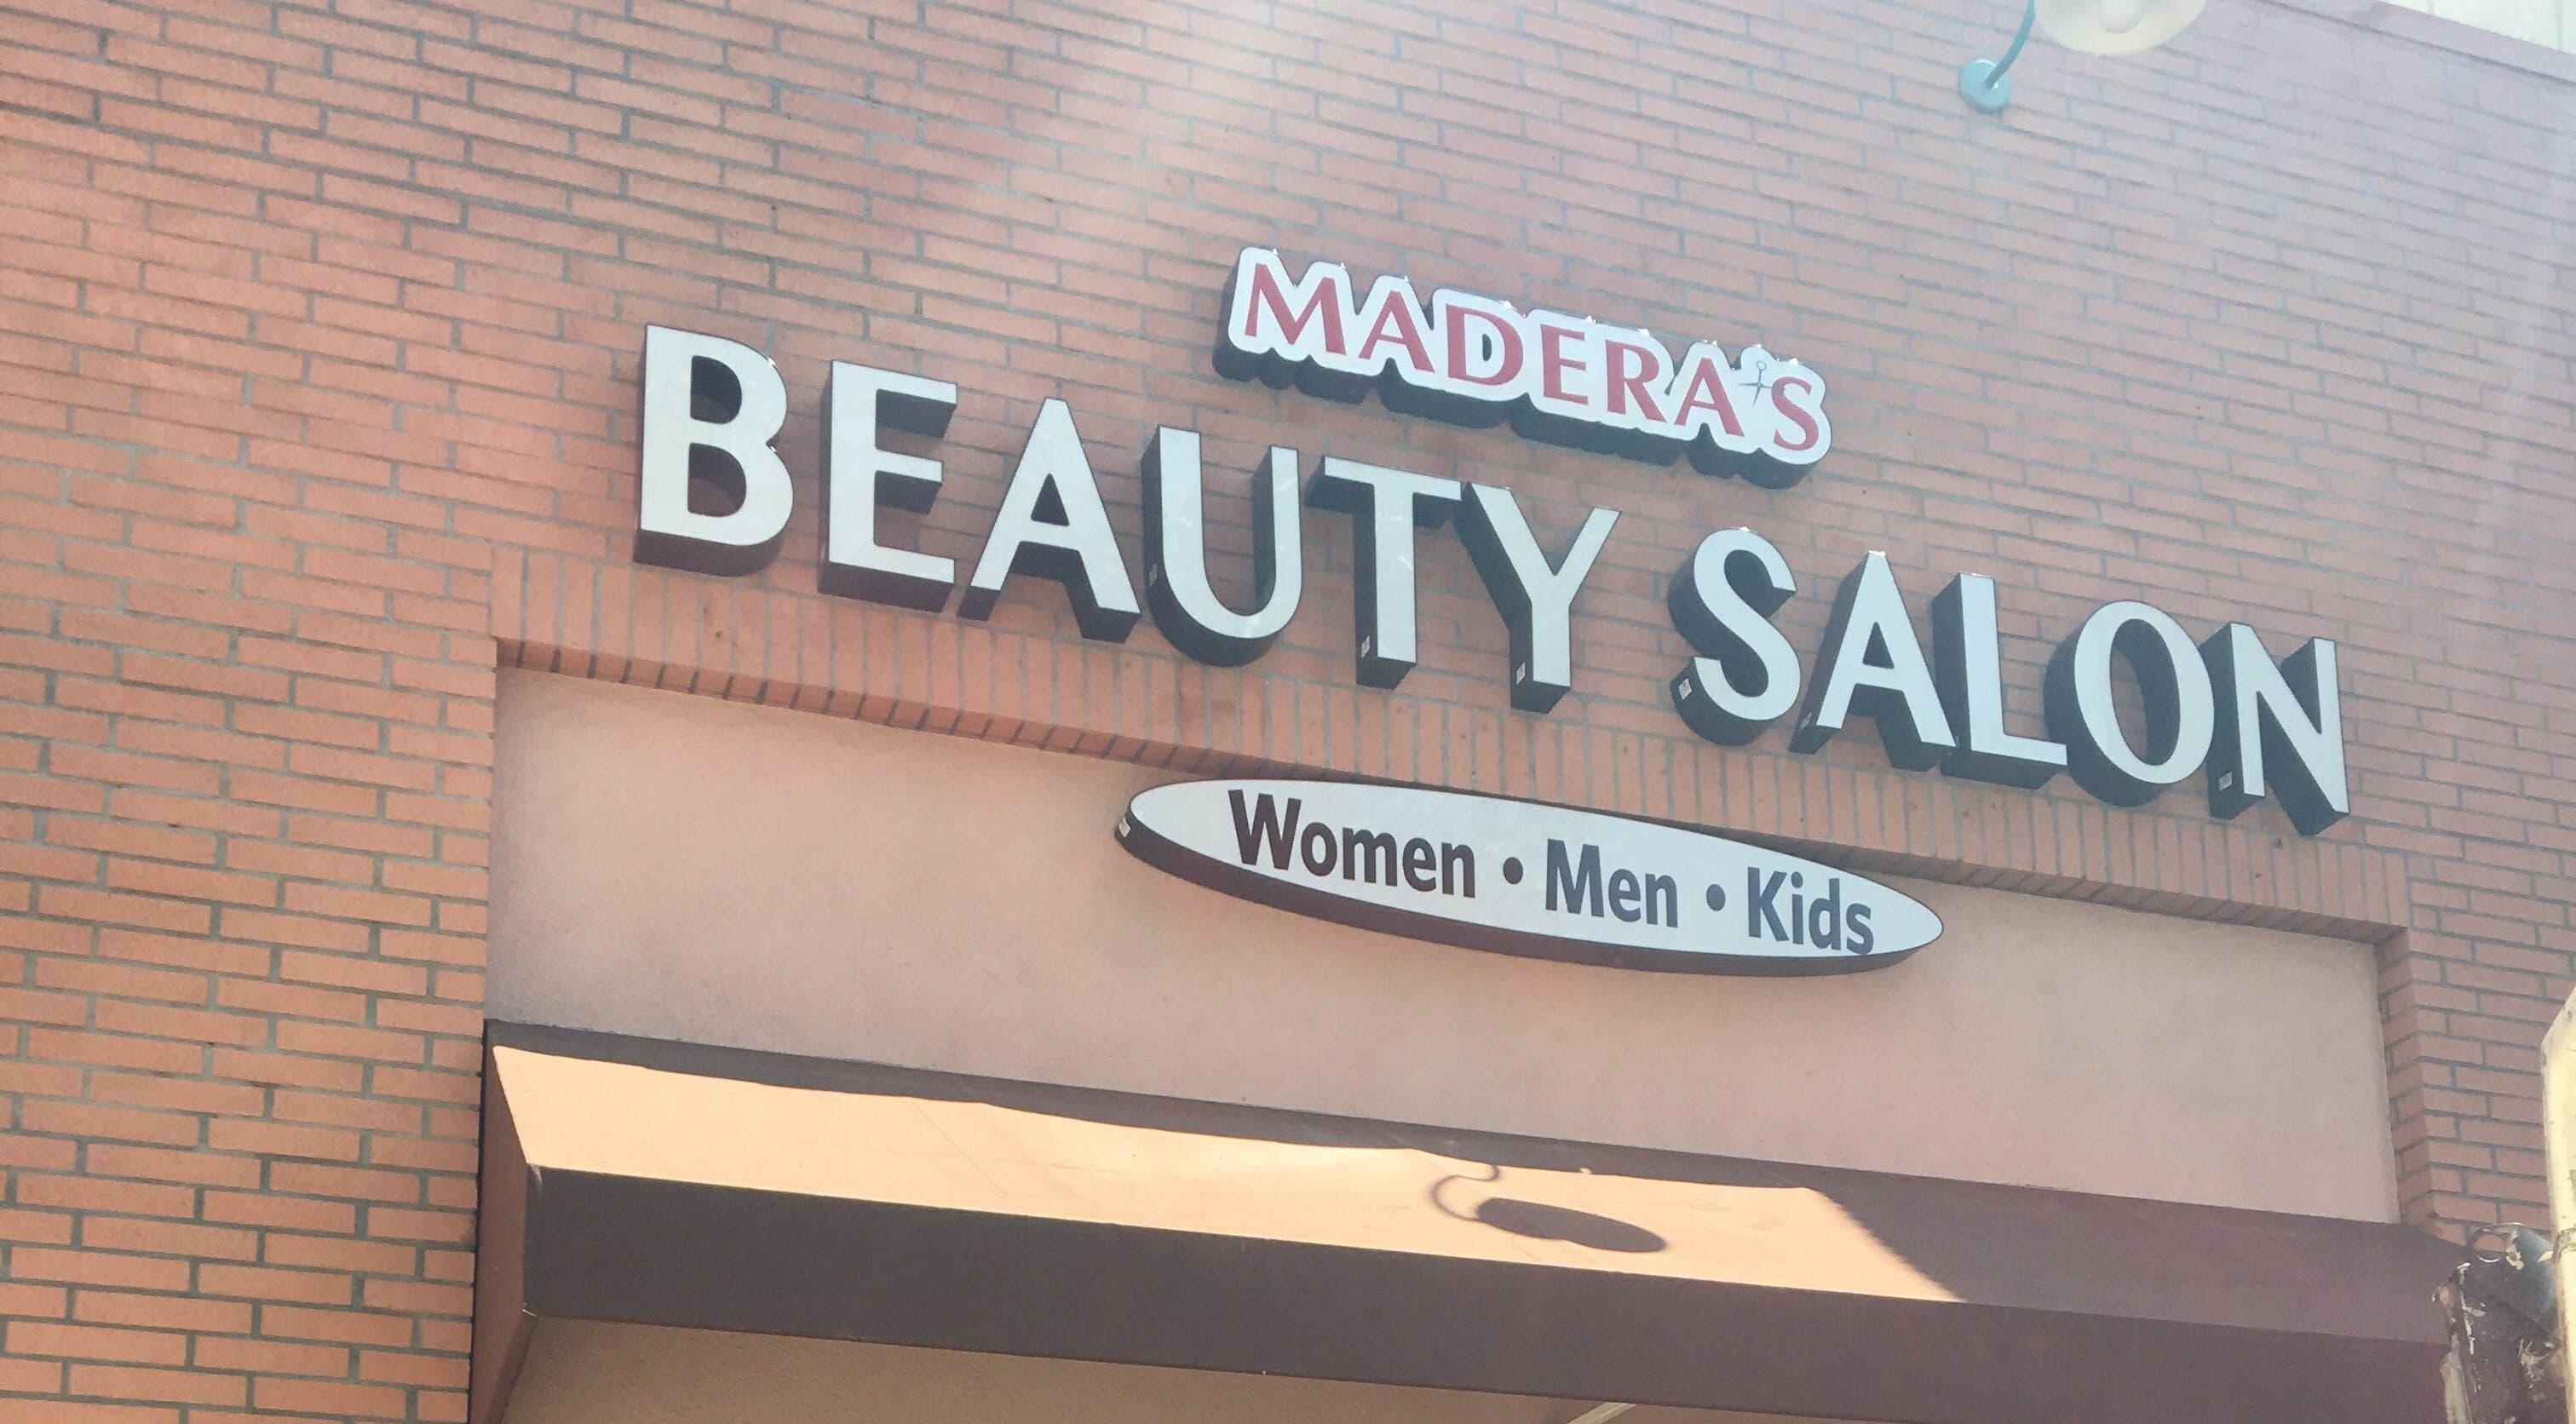 MADERA'S
BEAUTY SALON
Women • Men • Kids